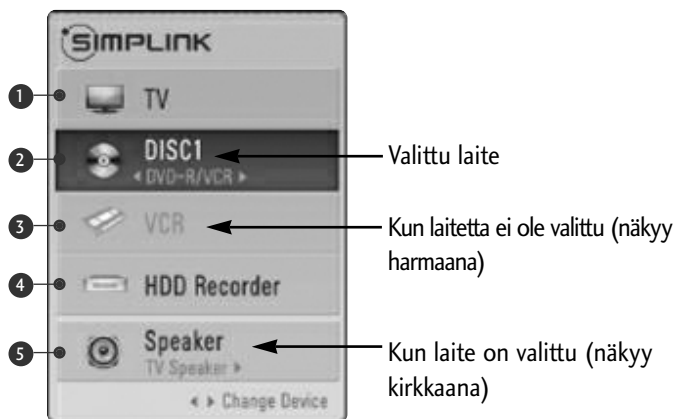 SIMPLINK
1 TV
2 DISC1
◂ DVD-R/VCR ▸
Valittu laite
3 VCR
Kun laitetta ei ole valittu (näkyy
harmaana)
4 HDD Recorder
5 Speaker
TV Speaker ▸
Kun laite on valittu (näkyy
kirkkaana)
◂ ▸ Change Device